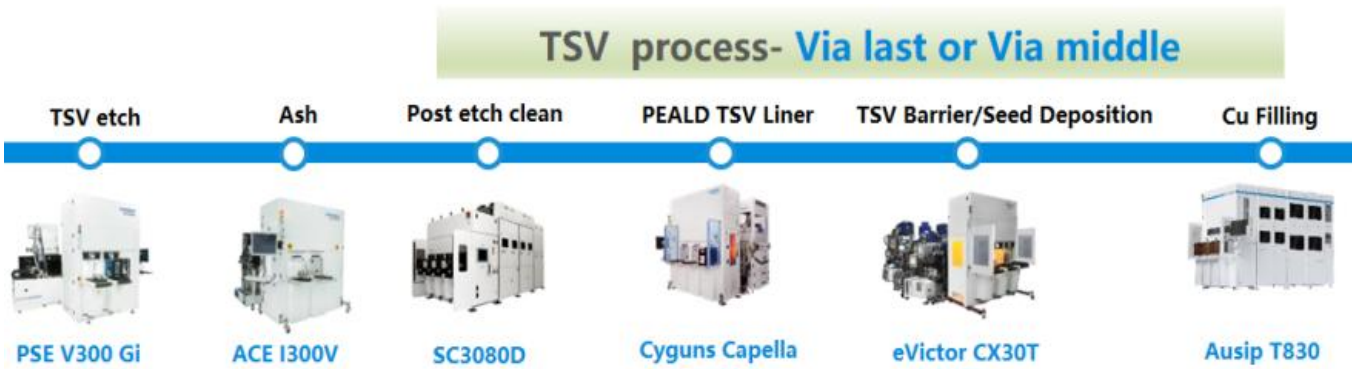 TSV process- Via last or Via middle
TSV etch
Ash
Post etch clean
PEALD TSV Liner
TSV Barrier/Seed Deposition
Cu Filling
PSE V300 Gi
ACE I300V
SC3080D
Cyguns Capella
eVictor CX30T
Ausip T830